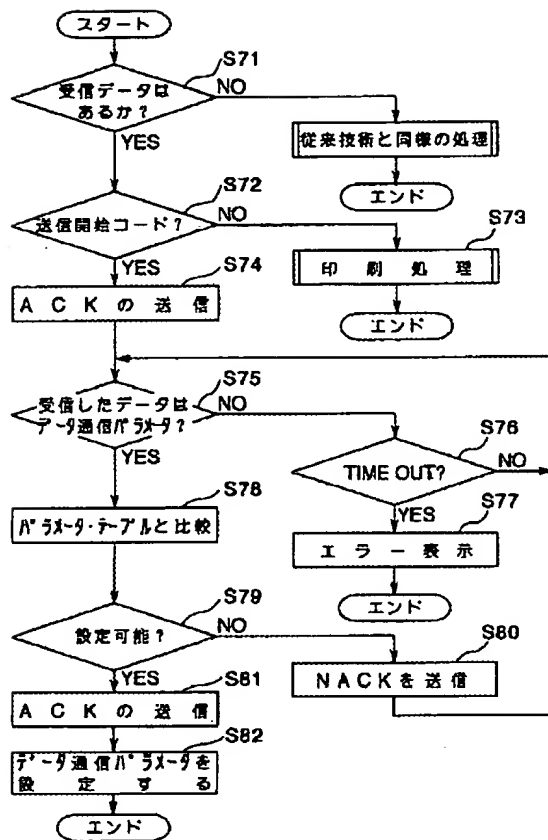 スタート
S71
受信データは
あるか？
NO
YES
従来技術と同様の処理
エンド
S72
送信開始コード？
NO
YES
S73
印刷処理
エンド
S74
ACKの送信
S75
受信したデータは
データ通信パラメータ？
NO
YES
S76
TIME OUT?
NO
YES
S77
エラー表示
エンド
S78
パラメータ・テーブルと比較
S79
設定可能？
NO
YES
S80
NACKを送信
S81
ACKの送信
S82
データ通信パラメータを
設定する
エンド